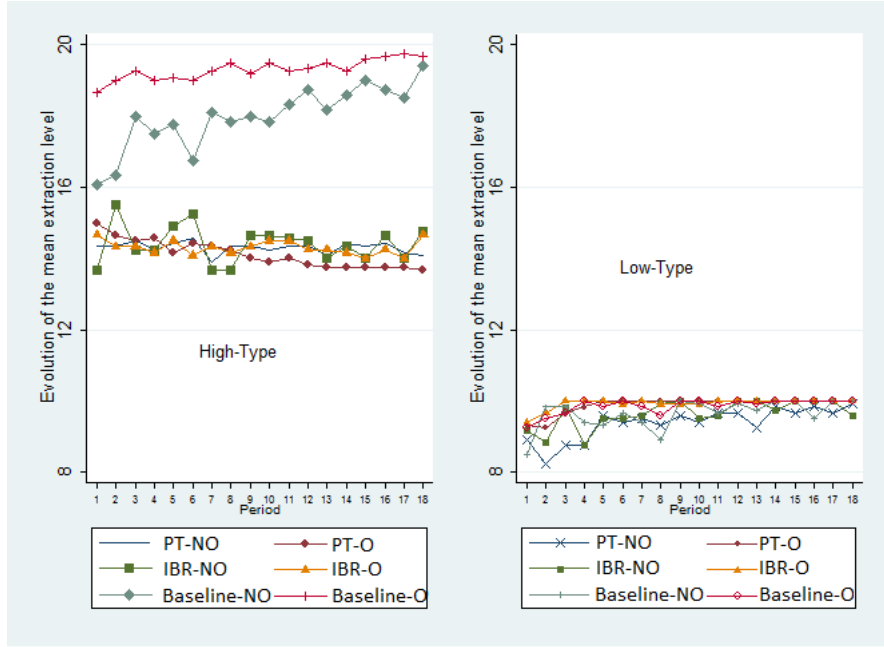 Evolution of the mean extraction level
20
16
12
8
High-Type
1 2 3 4 5 6 7 8 9 10 11 12 13 14 15 16 17 18
Period
PT-NO PT-O
IBR-NO IBR-O
Baseline-NO Baseline-O
Evolution of the mean extraction level
20
16
12
8
Low-Type
1 2 3 4 5 6 7 8 9 10 11 12 13 14 15 16 17 18
Period
PT-NO PT-O
IBR-NO IBR-O
Baseline-NO Baseline-O